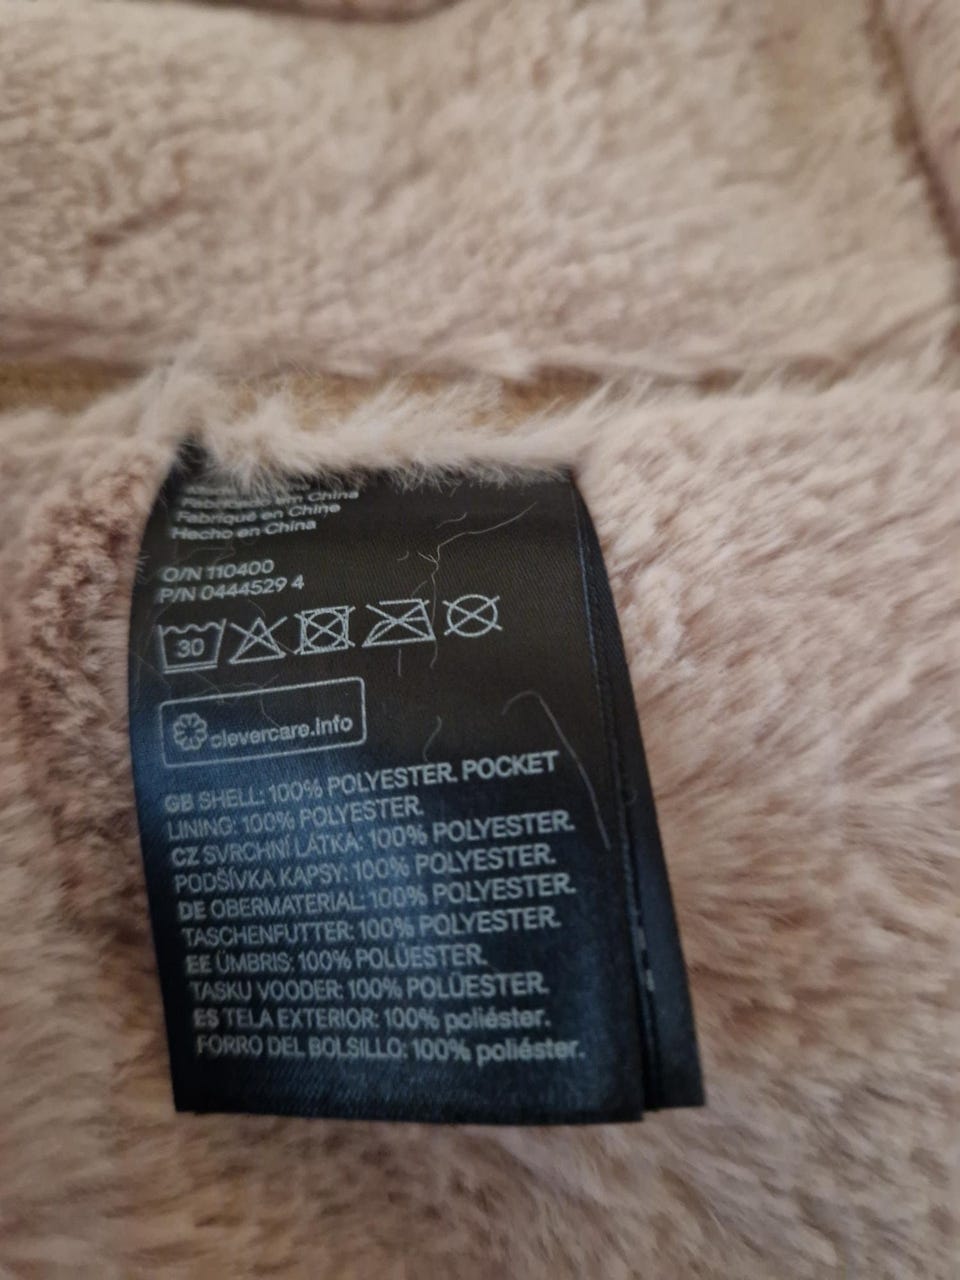 Fabricado em China
Fabriqué en Chine
Hecho en China
O/N 110400
P/N 0444529 4
30
clevercare.info
GB SHELL: 100% POLYESTER. POCKET
LINING: 100% POLYESTER.
CZ SVRCHNÍ LÁTKA: 100% POLYESTER.
PODŠÍVKA KAPSY: 100% POLYESTER.
DE OBERMATERIAL: 100% POLYESTER.
TASCHENFUTTER: 100% POLYESTER.
EE ÜMBRIS: 100% POLÜESTER.
TASKU VOODER: 100% POLÜESTER.
ES TELA EXTERIOR: 100% poliéster.
FORRO DEL BOLSILLO: 100% poliéster.